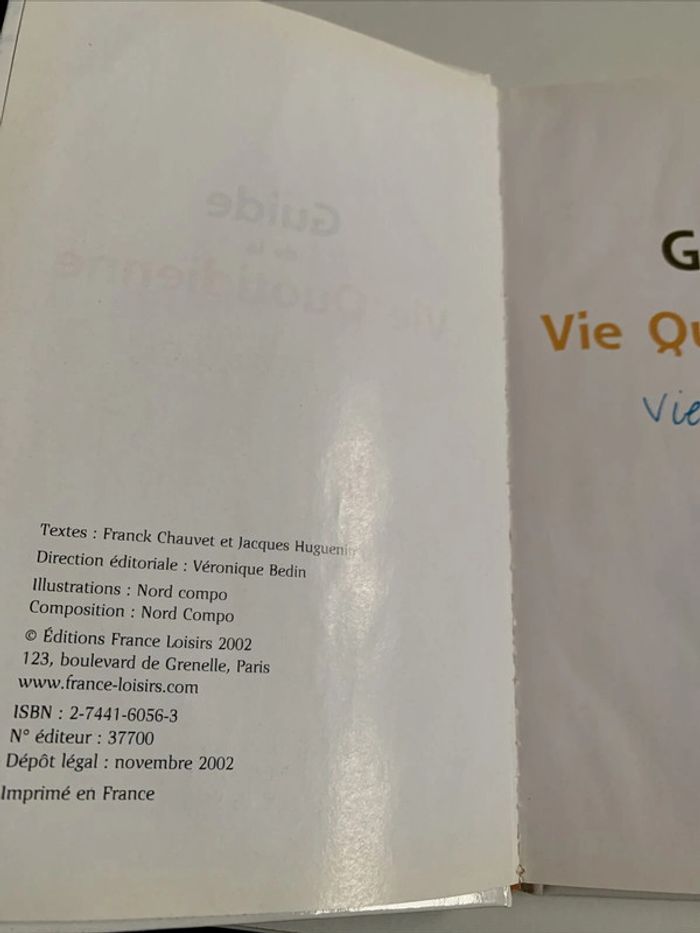 Textes : Franck Chauvet et Jacques Huguenin
Direction éditoriale : Véronique Bedin
Illustrations : Nord compo
Composition : Nord Compo
© Éditions France Loisirs 2002
123, boulevard de Grenelle, Paris
www.france-loisirs.com
ISBN : 2-7441-6056-3
N° éditeur : 37700
Dépôt légal : novembre 2002
Imprimé en France
G
Vie Qu
Vie